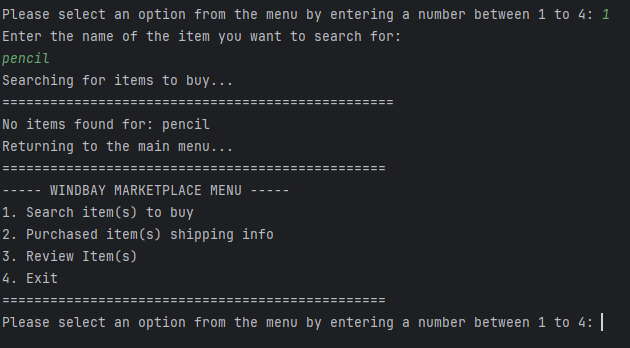 Please select an option from the menu by entering a number between 1 to 4: 1
Enter the name of the item you want to search for:
pencil
Searching for items to buy...
=================================================
No items found for: pencil
Returning to the main menu...
================================================
----- WINDBAY MARKETPLACE MENU -----
1. Search item(s) to buy
2. Purchased item(s) shipping info
3. Review Item(s)
4. Exit
================================================
Please select an option from the menu by entering a number between 1 to 4: